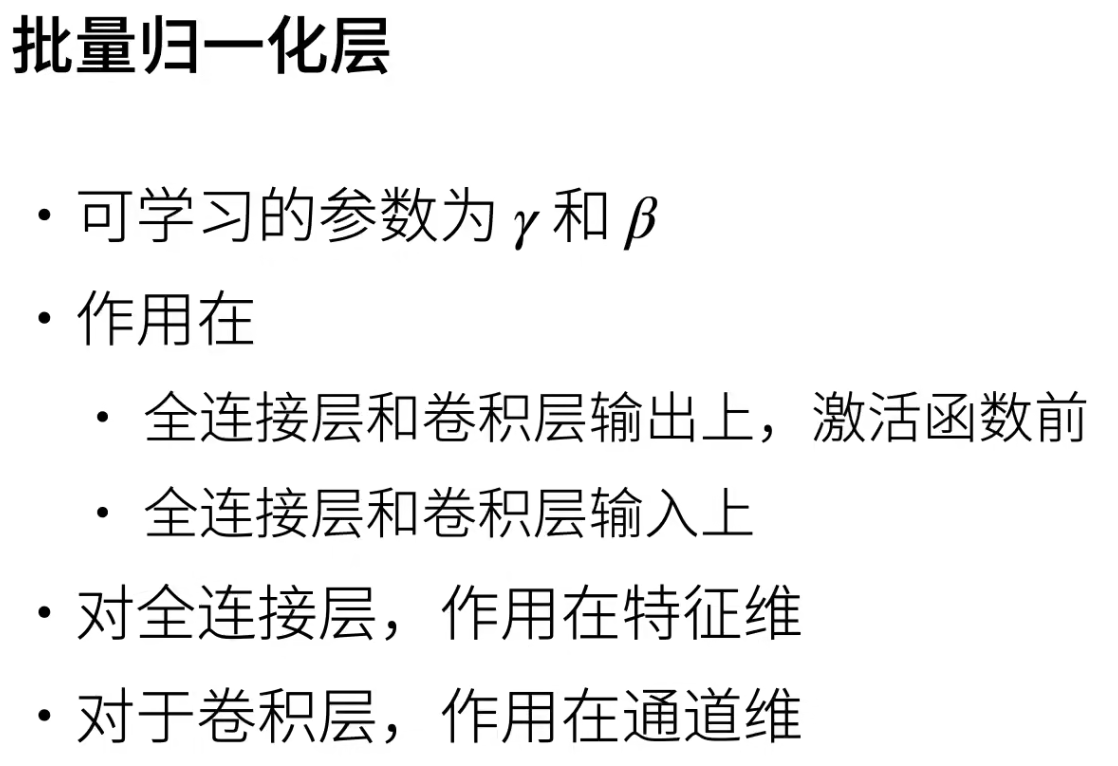 批量归一化层
• 可学习的参数为 γ 和 β
• 作用在
• 全连接层和卷积层输出上，激活函数前
• 全连接层和卷积层输入上
• 对全连接层，作用在特征维
• 对于卷积层，作用在通道维